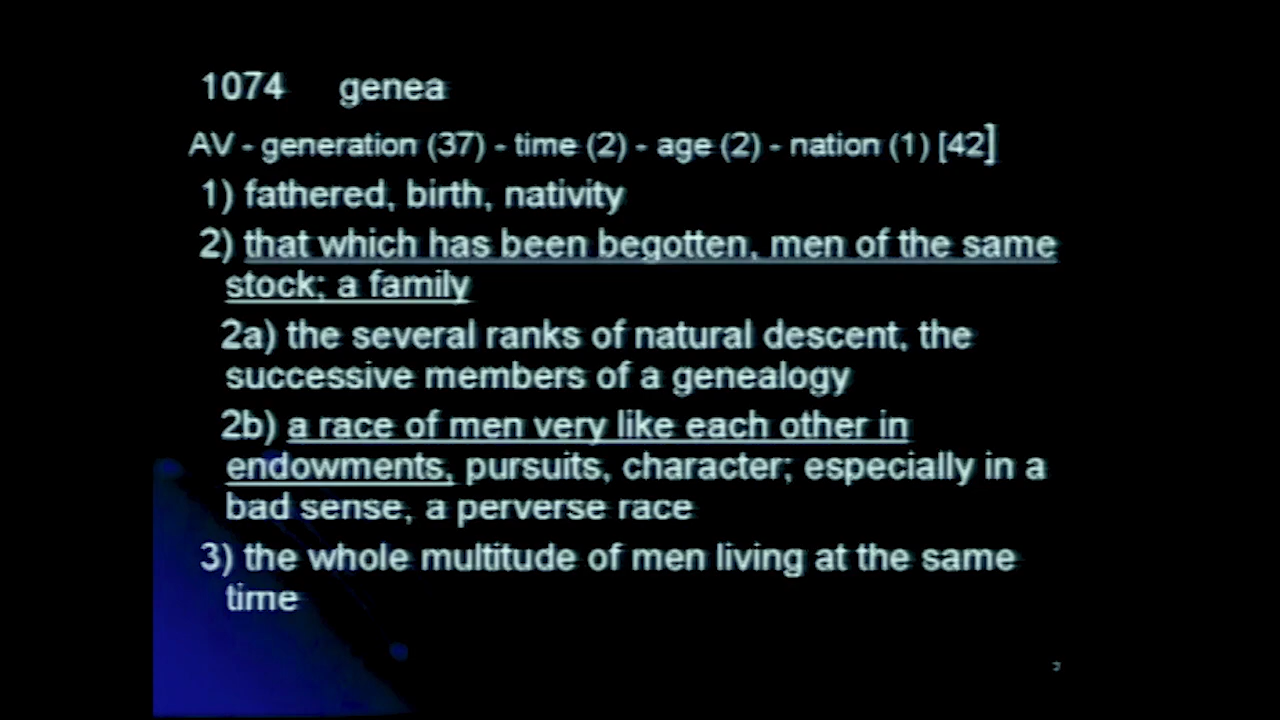 1074 genea
AV - generation (37) - time (2) - age (2) - nation (1) [42]
1) fathered, birth, nativity
2) that which has been begotten, men of the same
stock; a family
2a) the several ranks of natural descent, the
successive members of a genealogy
2b) a race of men very like each other in
endowments, pursuits, character; especially in a
bad sense, a perverse race
3) the whole multitude of men living at the same
time